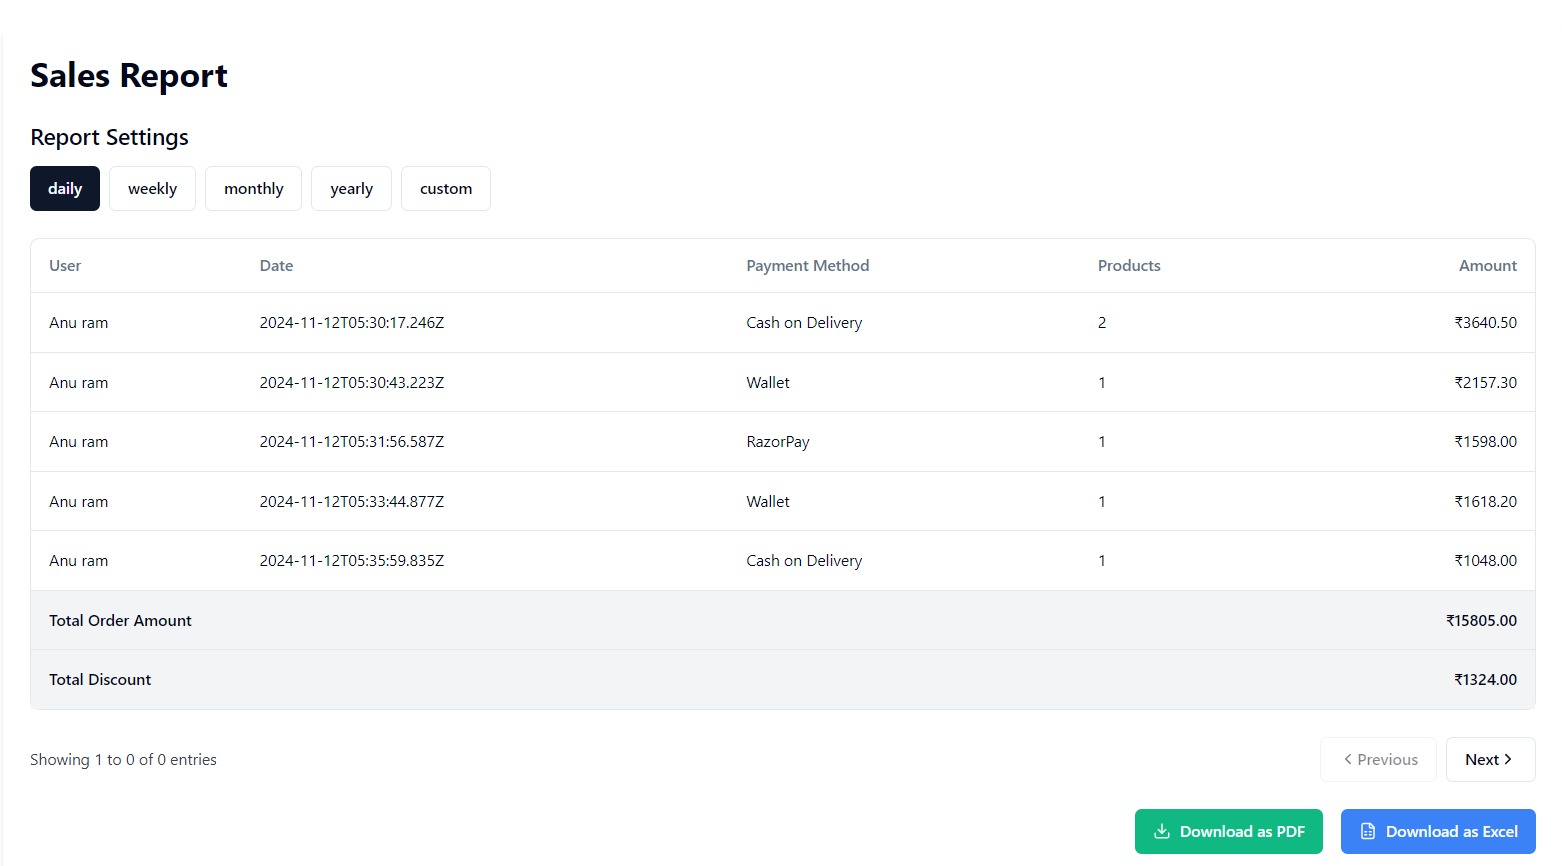 Sales Report
Report Settings
daily weekly monthly yearly custom
User Date Payment Method Products Amount
Anu ram 2024-11-12T05:30:17.246Z Cash on Delivery 2 ₹3640.50
Anu ram 2024-11-12T05:30:43.223Z Wallet 1 ₹2157.30
Anu ram 2024-11-12T05:31:56.587Z RazorPay 1 ₹1598.00
Anu ram 2024-11-12T05:33:44.877Z Wallet 1 ₹1618.20
Anu ram 2024-11-12T05:35:59.835Z Cash on Delivery 1 ₹1048.00
Total Order Amount ₹15805.00
Total Discount ₹1324.00
Showing 1 to 0 of 0 entries Previous Next
Download as PDF Download as Excel